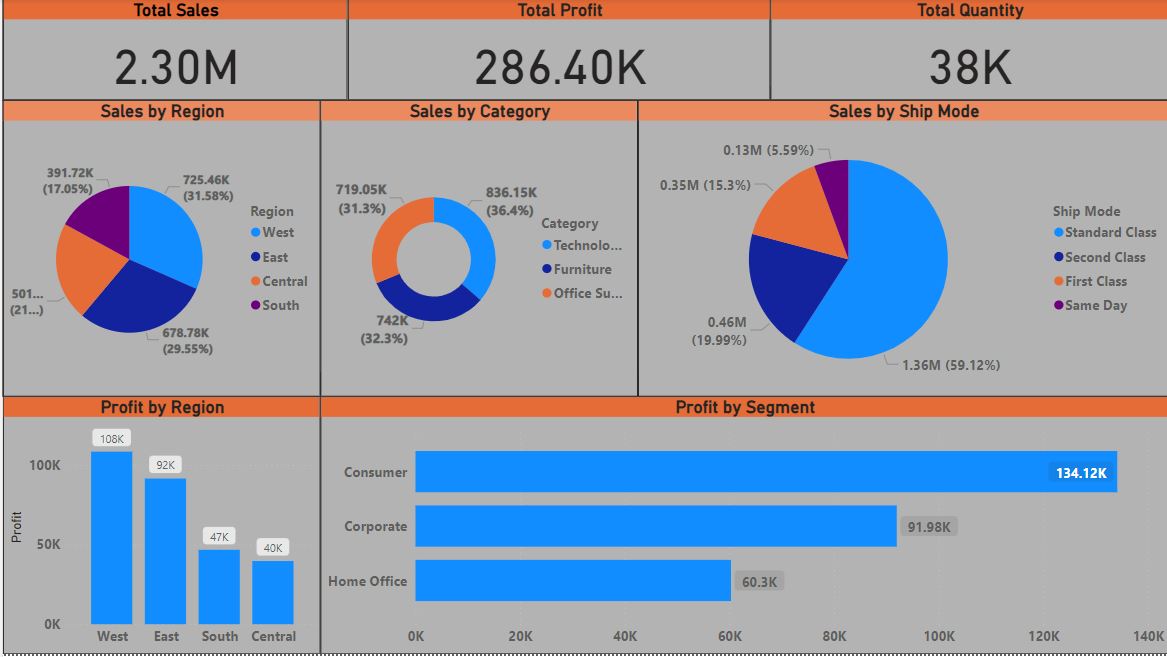 Total Sales
Total Profit
Total Quantity
2.30M
286.40K
38K
Sales by Region
Sales by Category
Sales by Ship Mode
391.72K
(17.05%)
725.46K
(31.58%)
501...
(21...)
678.78K
(29.55%)
Region
West
East
Central
South
719.05K
(31.3%)
836.15K
(36.4%)
742K
(32.3%)
Category
Technolo...
Furniture
Office Su...
0.13M (5.59%)
0.35M (15.3%)
0.46M
(19.99%)
1.36M (59.12%)
Ship Mode
Standard Class
Second Class
First Class
Same Day
Profit by Region
Profit
100K
50K
0K
108K
92K
47K
40K
West
East
South
Central
Profit by Segment
Consumer
134.12K
Corporate
91.98K
Home Office
60.3K
0K
20K
40K
60K
80K
100K
120K
140K